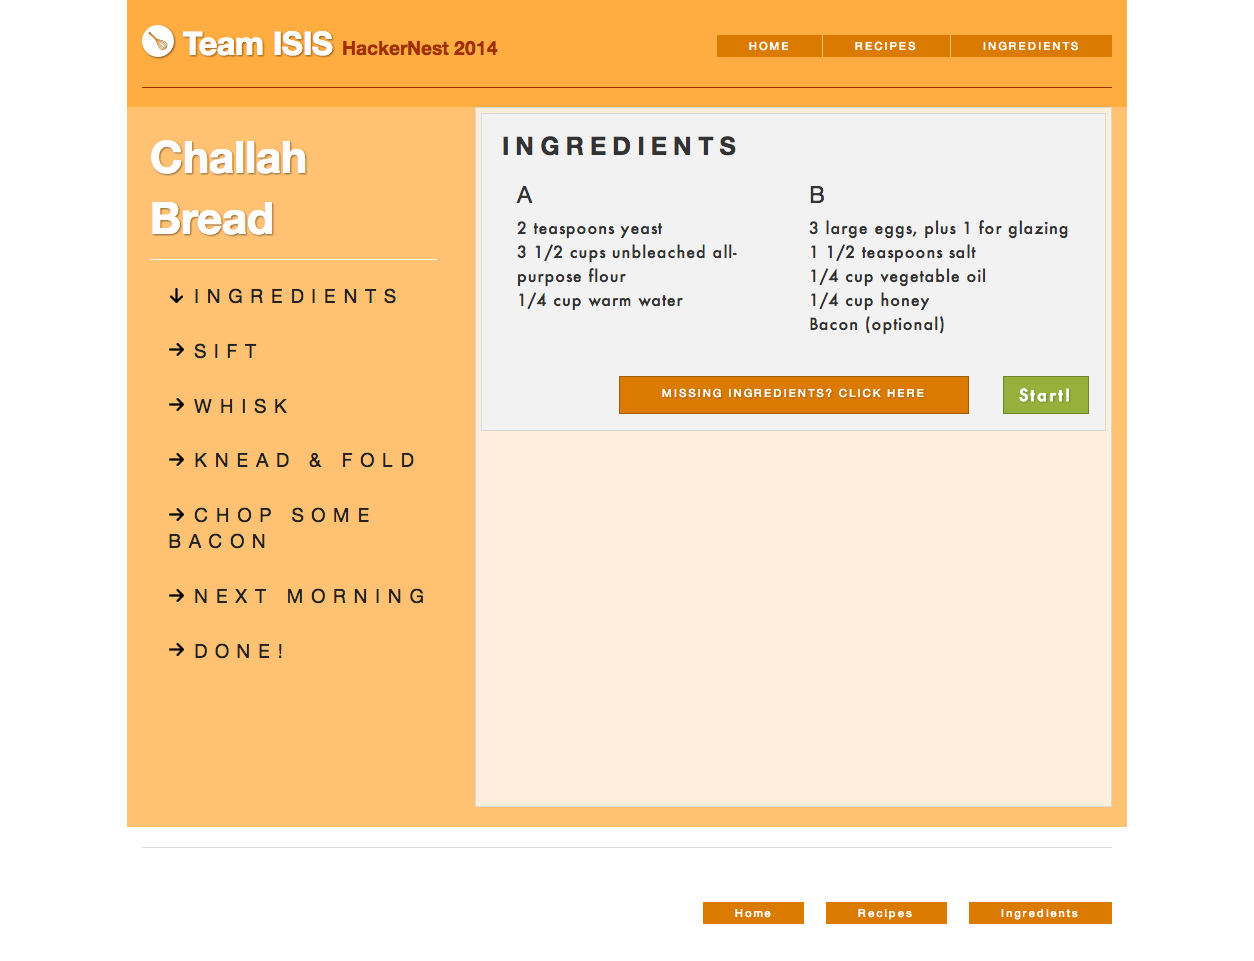 Team ISIS HackerNest 2014
HOME RECIPES INGREDIENTS
Challah
Bread
INGREDIENTS
SIFT
WHISK
KNEAD & FOLD
CHOP SOME
BACON
NEXT MORNING
DONE!
INGREDIENTS
A
2 teaspoons yeast
3 1/2 cups unbleached all-
purpose flour
1/4 cup warm water
B
3 large eggs, plus 1 for glazing
1 1/2 teaspoons salt
1/4 cup vegetable oil
1/4 cup honey
Bacon (optional)
MISSING INGREDIENTS? CLICK HERE
Start!
Home Recipes Ingredients